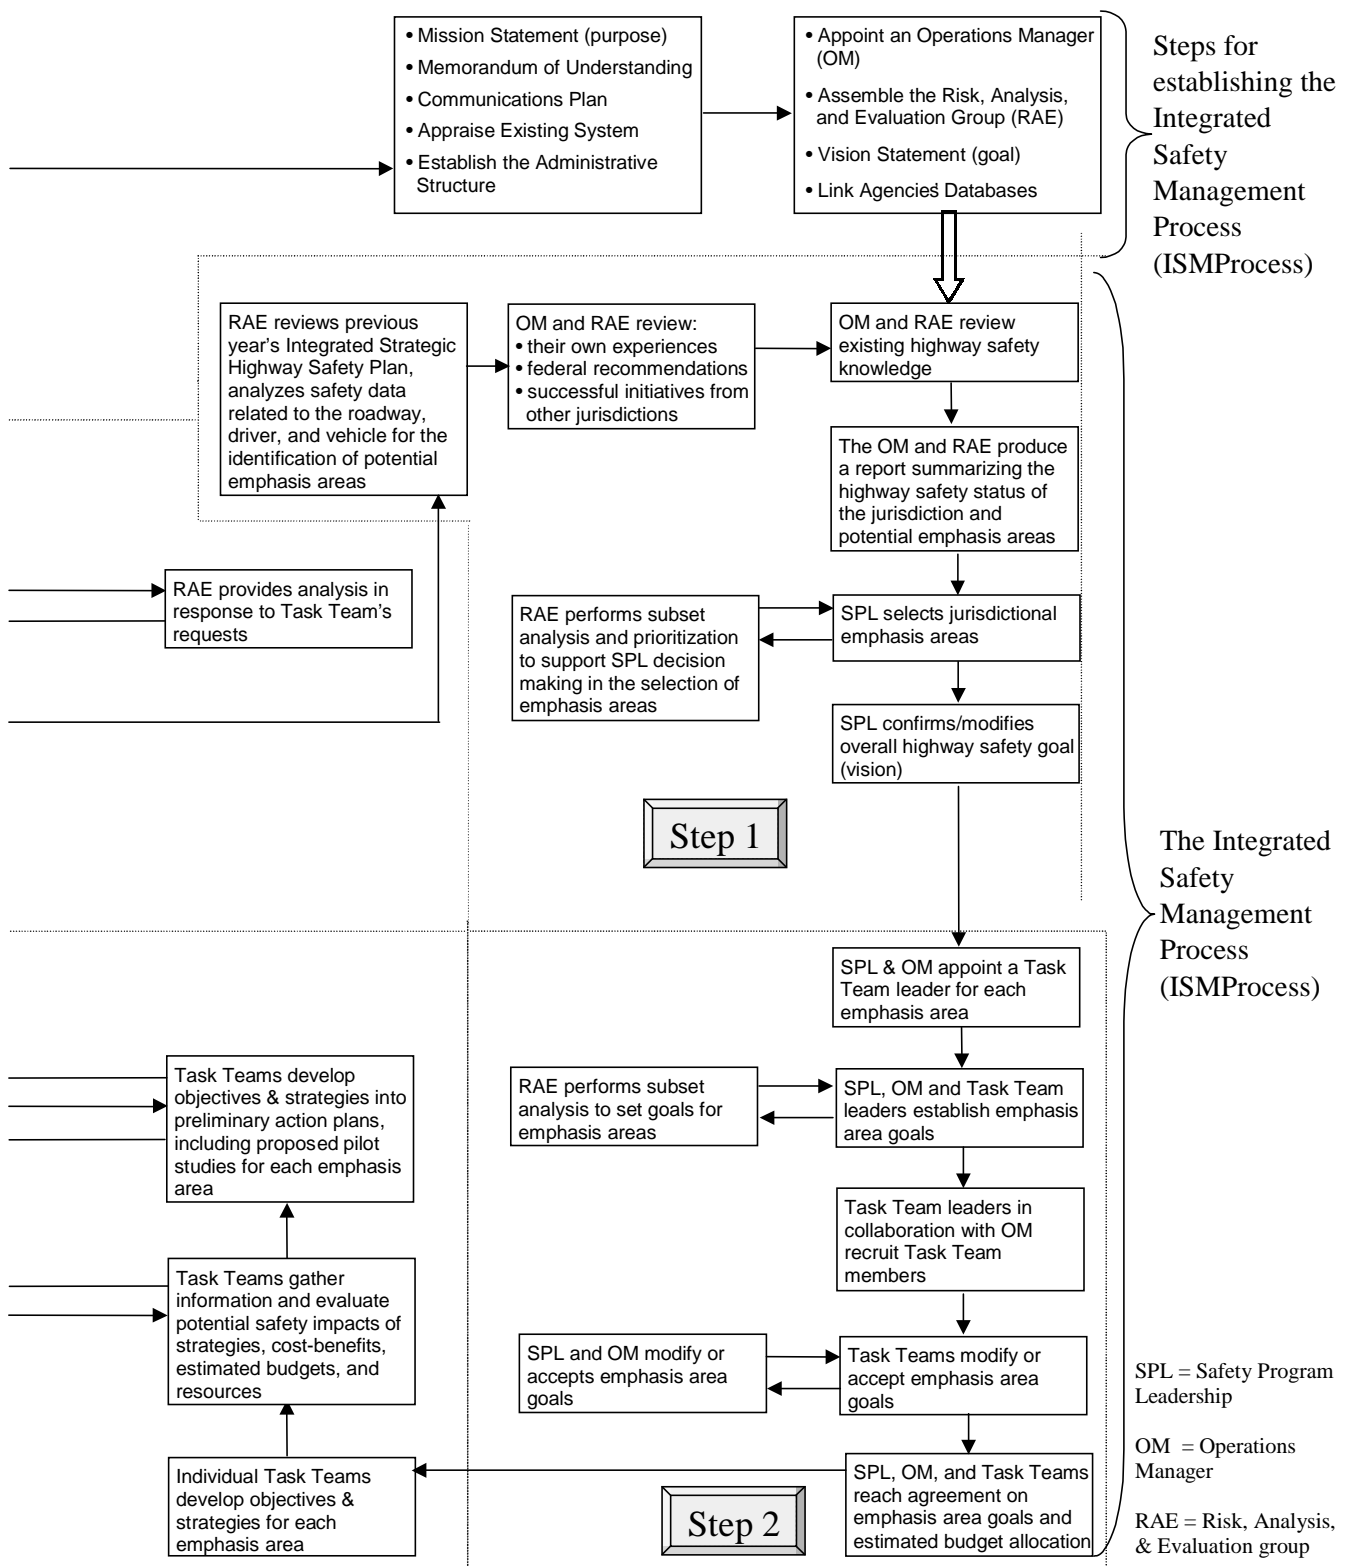 • Mission Statement (purpose)
• Memorandum of Understanding
• Communications Plan
• Appraise Existing System
• Establish the Administrative
Structure
• Appoint an Operations Manager
(OM)
• Assemble the Risk, Analysis,
and Evaluation Group (RAE)
• Vision Statement (goal)
• Link Agencies' Databases
Steps for
establishing the
Integrated
Safety
Management
Process
(ISMProcess)
RAE reviews previous
year's Integrated Strategic
Highway Safety Plan,
analyzes safety data
related to the roadway,
driver, and vehicle for the
identification of potential
emphasis areas
OM and RAE review:
• their own experiences
• federal recommendations
• successful initiatives from
other jurisdictions
OM and RAE review
existing highway safety
knowledge
The OM and RAE produce
a report summarizing the
highway safety status of
the jurisdiction and
potential emphasis areas
RAE provides analysis in
response to Task Team's
requests
RAE performs subset
analysis and prioritization
to support SPL decision
making in the selection of
emphasis areas
SPL selects jurisdictional
emphasis areas
SPL confirms/modifies
overall highway safety goal
(vision)
Step 1
The Integrated
Safety
Management
Process
(ISMProcess)
SPL & OM appoint a Task
Team leader for each
emphasis area
Task Teams develop
objectives & strategies into
preliminary action plans,
including proposed pilot
studies for each emphasis
area
RAE performs subset
analysis to set goals for
emphasis areas
SPL, OM and Task Team
leaders establish emphasis
area goals
Task Team leaders in
collaboration with OM
recruit Task Team
members
Task Teams gather
information and evaluate
potential safety impacts of
strategies, cost-benefits,
estimated budgets, and
resources
SPL and OM modify or
accepts emphasis area
goals
Task Teams modify or
accept emphasis area
goals
Individual Task Teams
develop objectives &
strategies for each
emphasis area
Step 2
SPL, OM, and Task Teams
reach agreement on
emphasis area goals and
estimated budget allocation
SPL = Safety Program
Leadership
OM = Operations
Manager
RAE = Risk, Analysis,
& Evaluation group